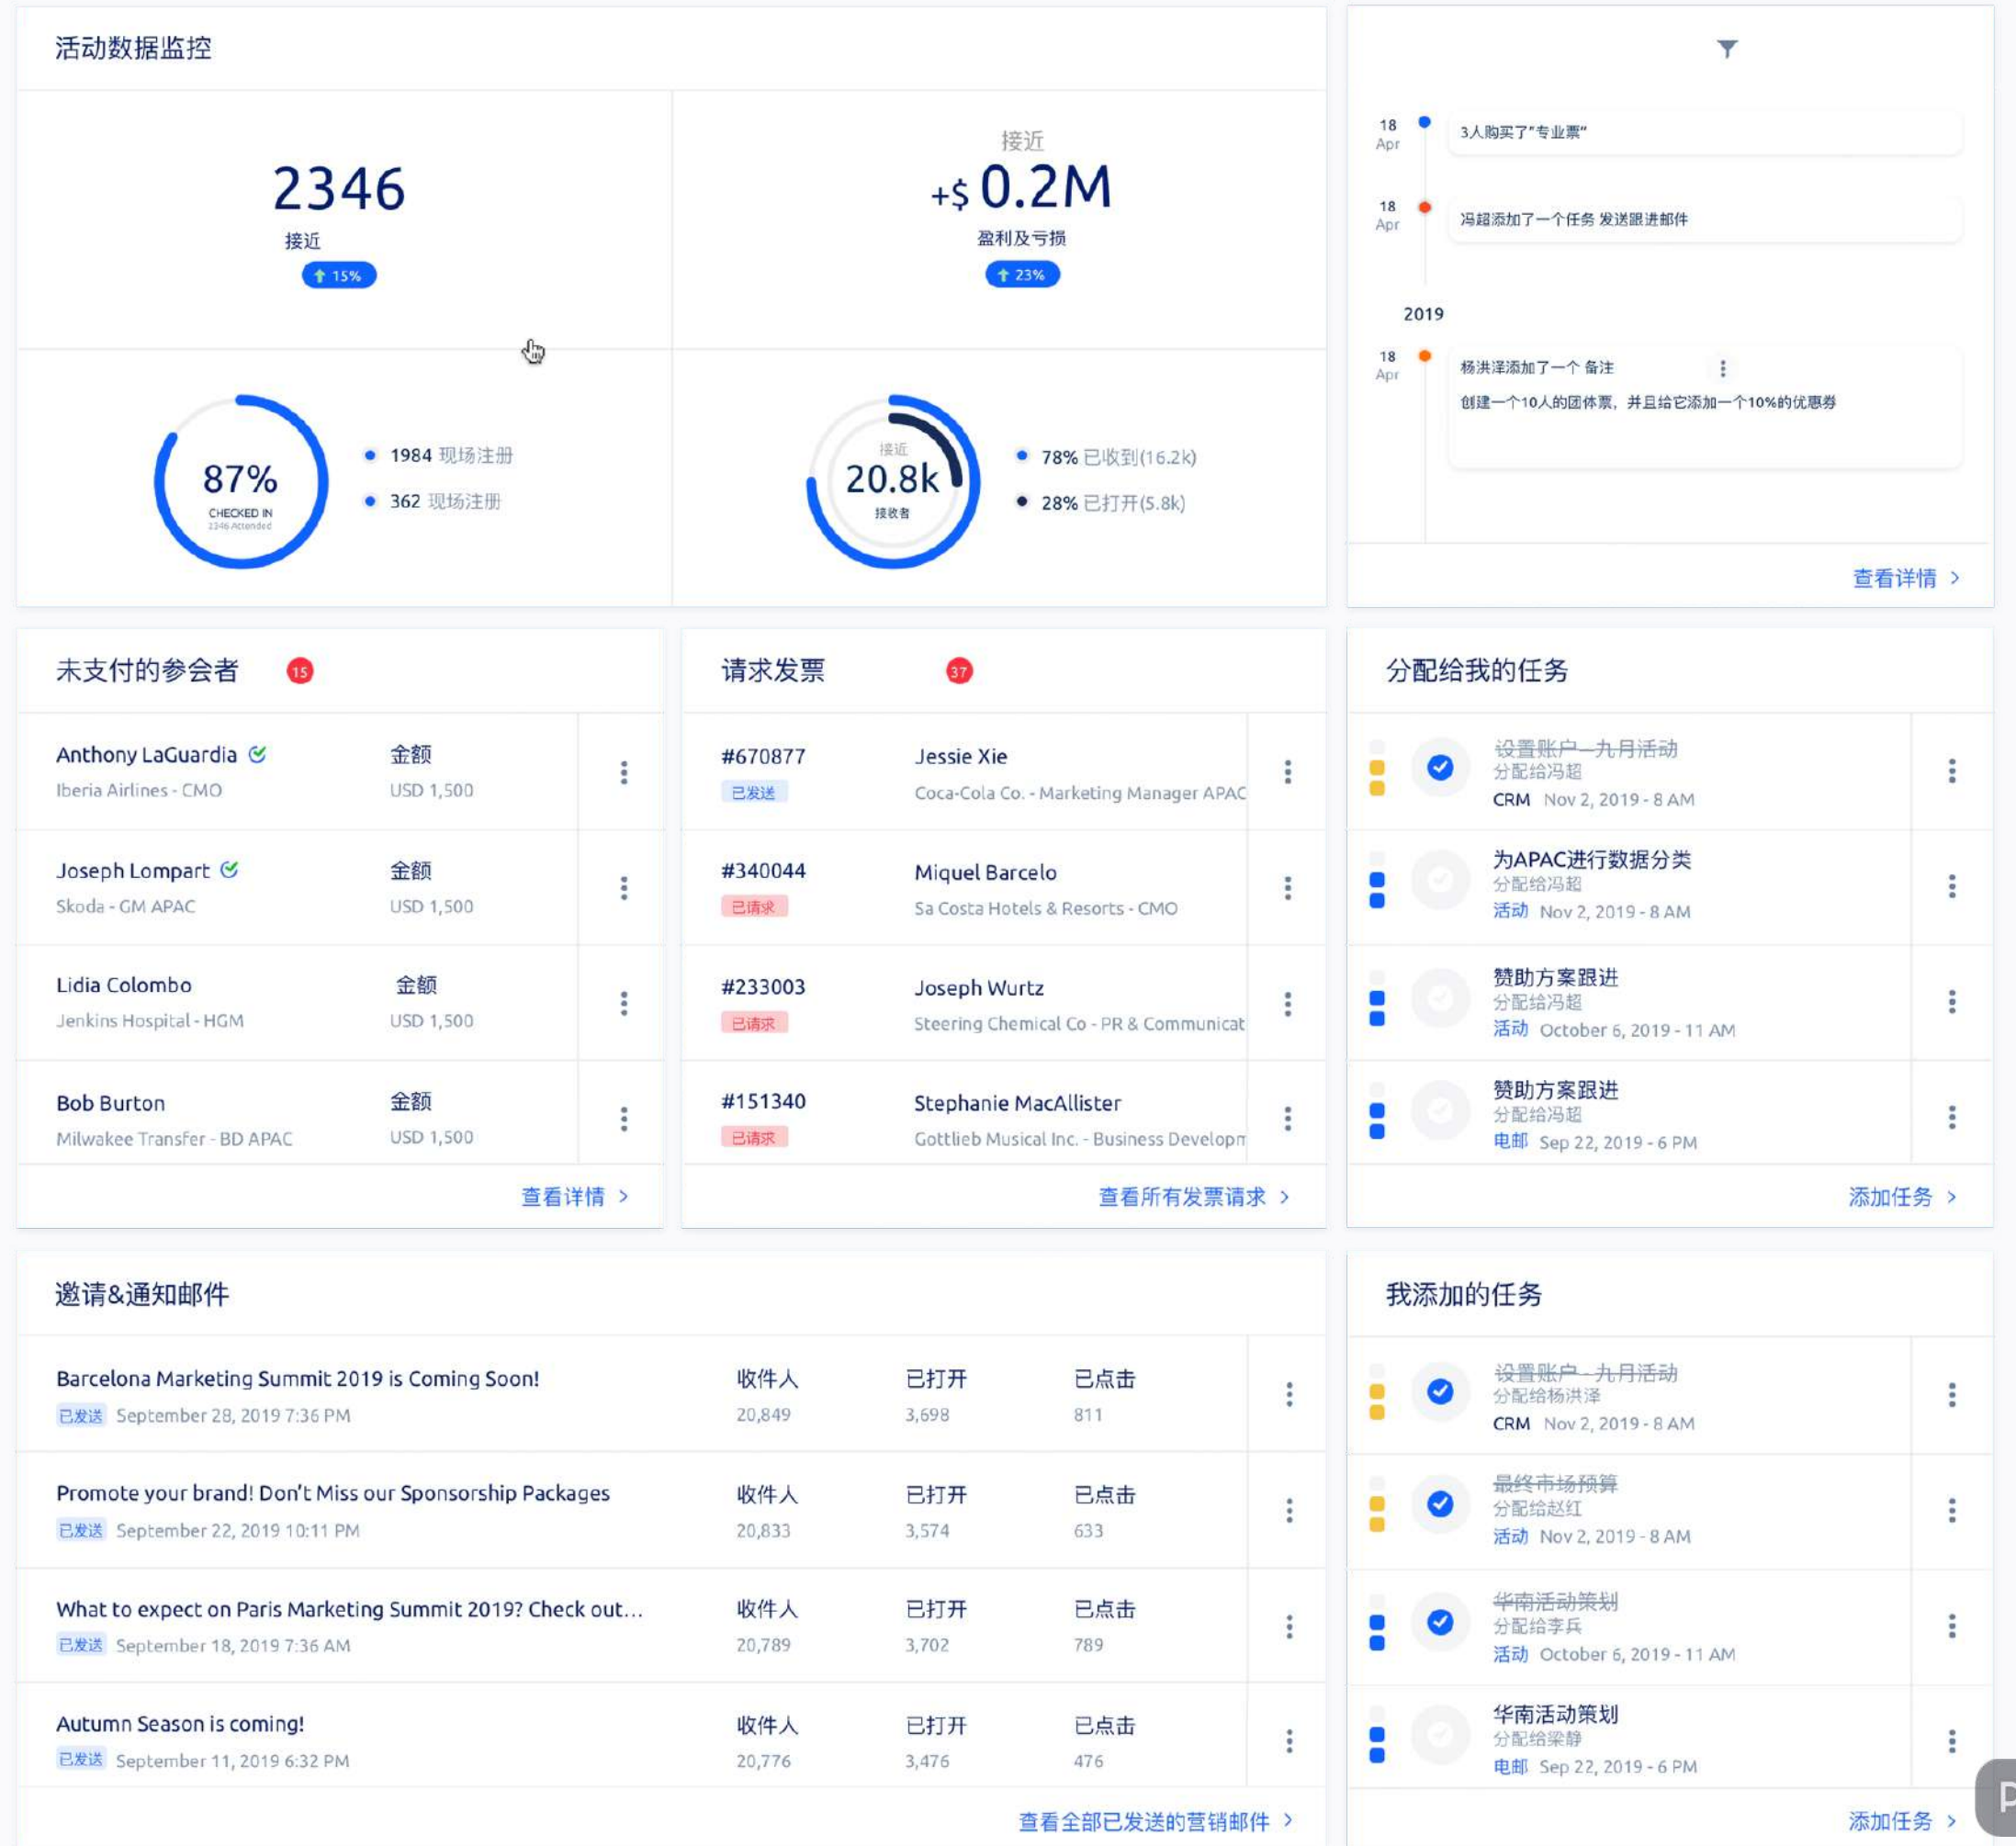 活动数据监控
2346
接近
15%
接近
+$ 0.2M
盈利及亏损
23%
87%
CHECKED IN
2346 Attended
1984 现场注册
362 现场注册
接近
20.8k
接收者
78% 已收到(16.2k)
28% 已打开(5.8k)
18
Apr
3人购买了"专业票"
18
Apr
冯超添加了一个任务 发送跟进邮件
2019
18
Apr
杨洪泽添加了一个 备注
创建一个10人的团体票，并且给它添加一个10%的优惠券
查看详情 >
未支付的参会者 15
Anthony LaGuardia 金额
Iberia Airlines - CMO USD 1,500
Joseph Lompart 金额
Skoda - GM APAC USD 1,500
Lidia Colombo 金额
Jenkins Hospital - HGM USD 1,500
Bob Burton 金额
Milwakee Transfer - BD APAC USD 1,500
查看详情 >
请求发票 37
#670877 Jessie Xie
已发送 Coca-Cola Co. - Marketing Manager APAC
#340044 Miquel Barcelo
已请求 Sa Costa Hotels & Resorts - CMO
#233003 Joseph Wurtz
已请求 Steering Chemical Co - PR & Communicat
#151340 Stephanie MacAllister
已请求 Gottlieb Musical Inc. - Business Developm
查看所有发票请求 >
分配给我的任务
设置账户—九月活动
分配给冯超
CRM Nov 2, 2019 - 8 AM
为APAC进行数据分类
分配给冯超
活动 Nov 2, 2019 - 8 AM
赞助方案跟进
分配给冯超
活动 October 6, 2019 - 11 AM
赞助方案跟进
分配给冯超
电邮 Sep 22, 2019 - 6 PM
添加任务 >
邀请&通知邮件
Barcelona Marketing Summit 2019 is Coming Soon! 收件人 已打开 已点击
已发送 September 28, 2019 7:36 PM 20,849 3,698 811
Promote your brand! Don't Miss our Sponsorship Packages 收件人 已打开 已点击
已发送 September 22, 2019 10:11 PM 20,833 3,574 633
What to expect on Paris Marketing Summit 2019? Check out... 收件人 已打开 已点击
已发送 September 18, 2019 7:36 AM 20,789 3,702 789
Autumn Season is coming! 收件人 已打开 已点击
已发送 September 11, 2019 6:32 PM 20,776 3,476 476
查看全部已发送的营销邮件 >
我添加的任务
设置账户—九月活动
分配给杨洪泽
CRM Nov 2, 2019 - 8 AM
最终市场预算
分配给赵红
活动 Nov 2, 2019 - 8 AM
华南活动策划
分配给李兵
活动 October 6, 2019 - 11 AM
华南活动策划
分配给梁静
电邮 Sep 22, 2019 - 6 PM
添加任务 >